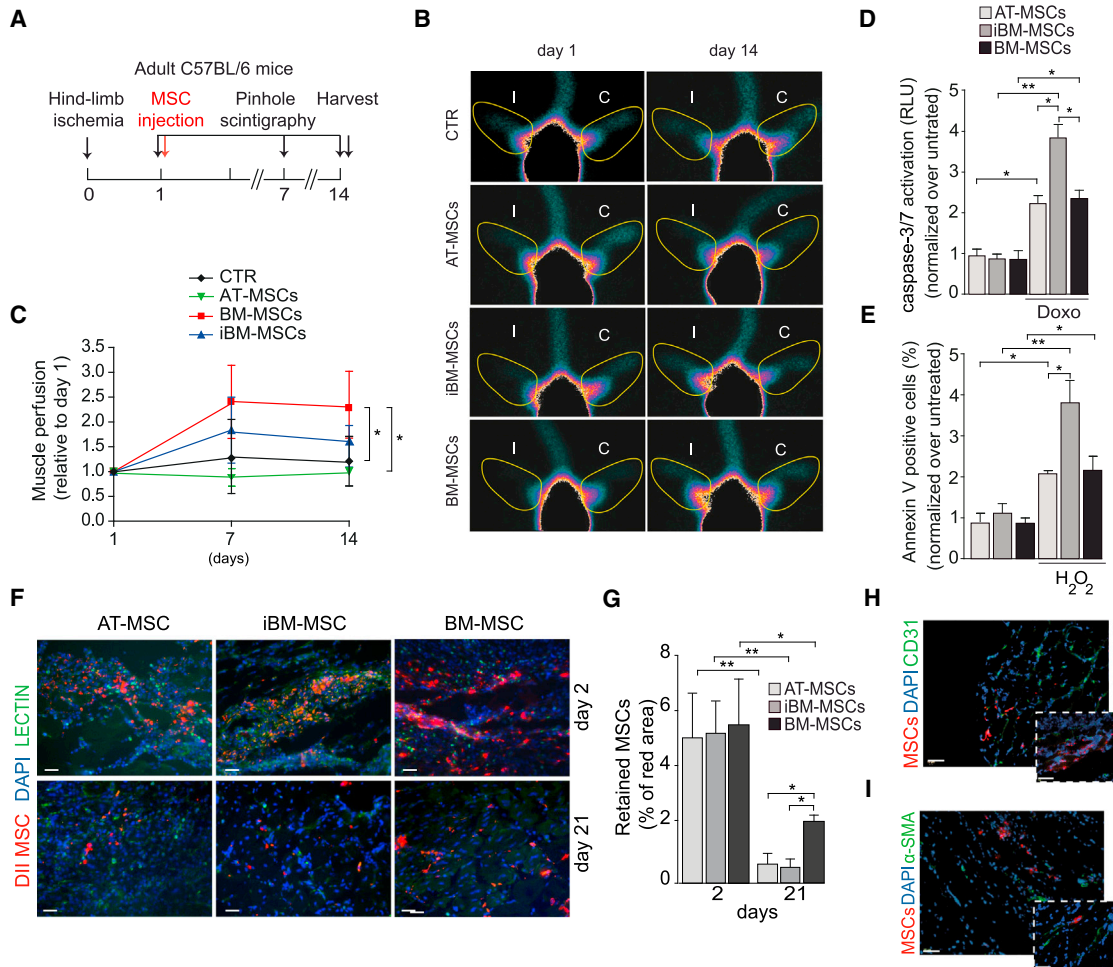 A
Adult C57BL/6 mice
Hind-limb
ischemia
MSC
injection
Pinhole
scintigraphy
Harvest
0
1
7
14
B
day 1
day 14
CTR
I
C
I
C
AT-MSCs
I
C
I
C
iBM-MSCs
I
C
I
C
BM-MSCs
I
C
I
C
C
CTR
AT-MSCs
BM-MSCs
iBM-MSCs
Muscle perfusion
(relative to day 1)
3.5
3.0
2.5
2.0
1.5
1.0
0.5
0.0
*
*
1
7
14
(days)
D
AT-MSCs
iBM-MSCs
BM-MSCs
caspase-3/7 activation (RLU)
(normalized over untreated)
5
4
3
2
1
0
*
**
*
*
*
Doxo
E
Annexin V positive cells (%)
(normalized over untreated)
5
4
3
2
1
0
*
**
*
*
H2O2
F
AT-MSC
iBM-MSC
BM-MSC
DII MSC DAPI LECTIN
day 2
day 21
G
Retained MSCs
(% of red area)
8
6
4
2
0
*
**
**
*
*
AT-MSCs
iBM-MSCs
BM-MSCs
2
21
days
H
MSCs DAPI CD31
I
MSCs DAPI α-SMA